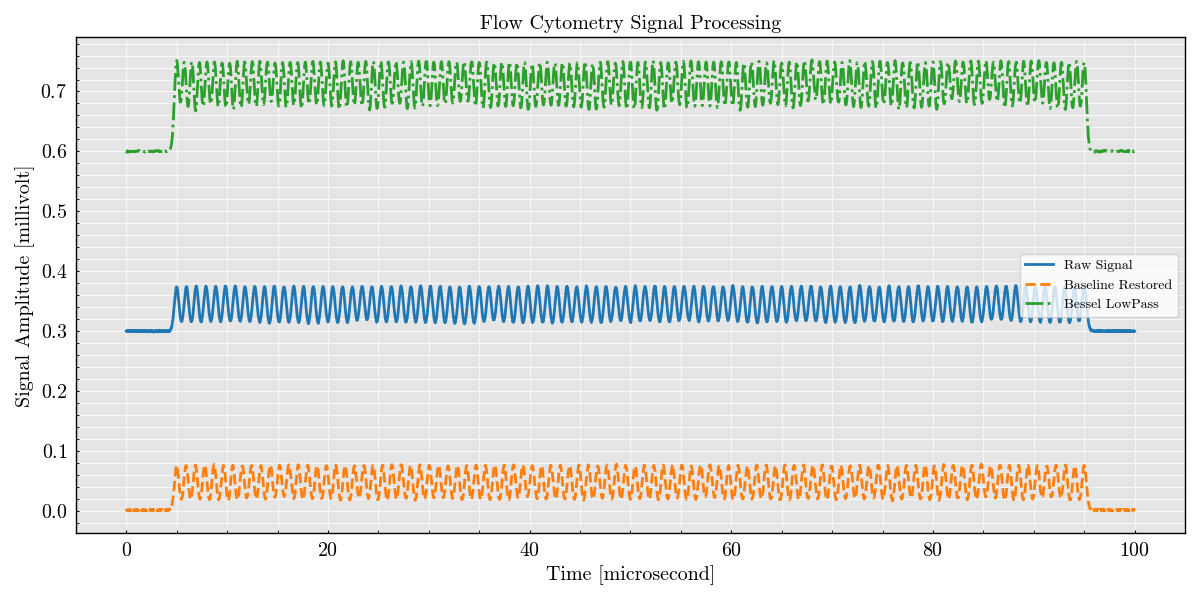 Flow Cytometry Signal Processing
Signal Amplitude [millivolt]
0.7
0.6
0.5
0.4
0.3
0.2
0.1
0.0
Raw Signal
Baseline Restored
Bessel LowPass
0 20 40 60 80 100
Time [microsecond]